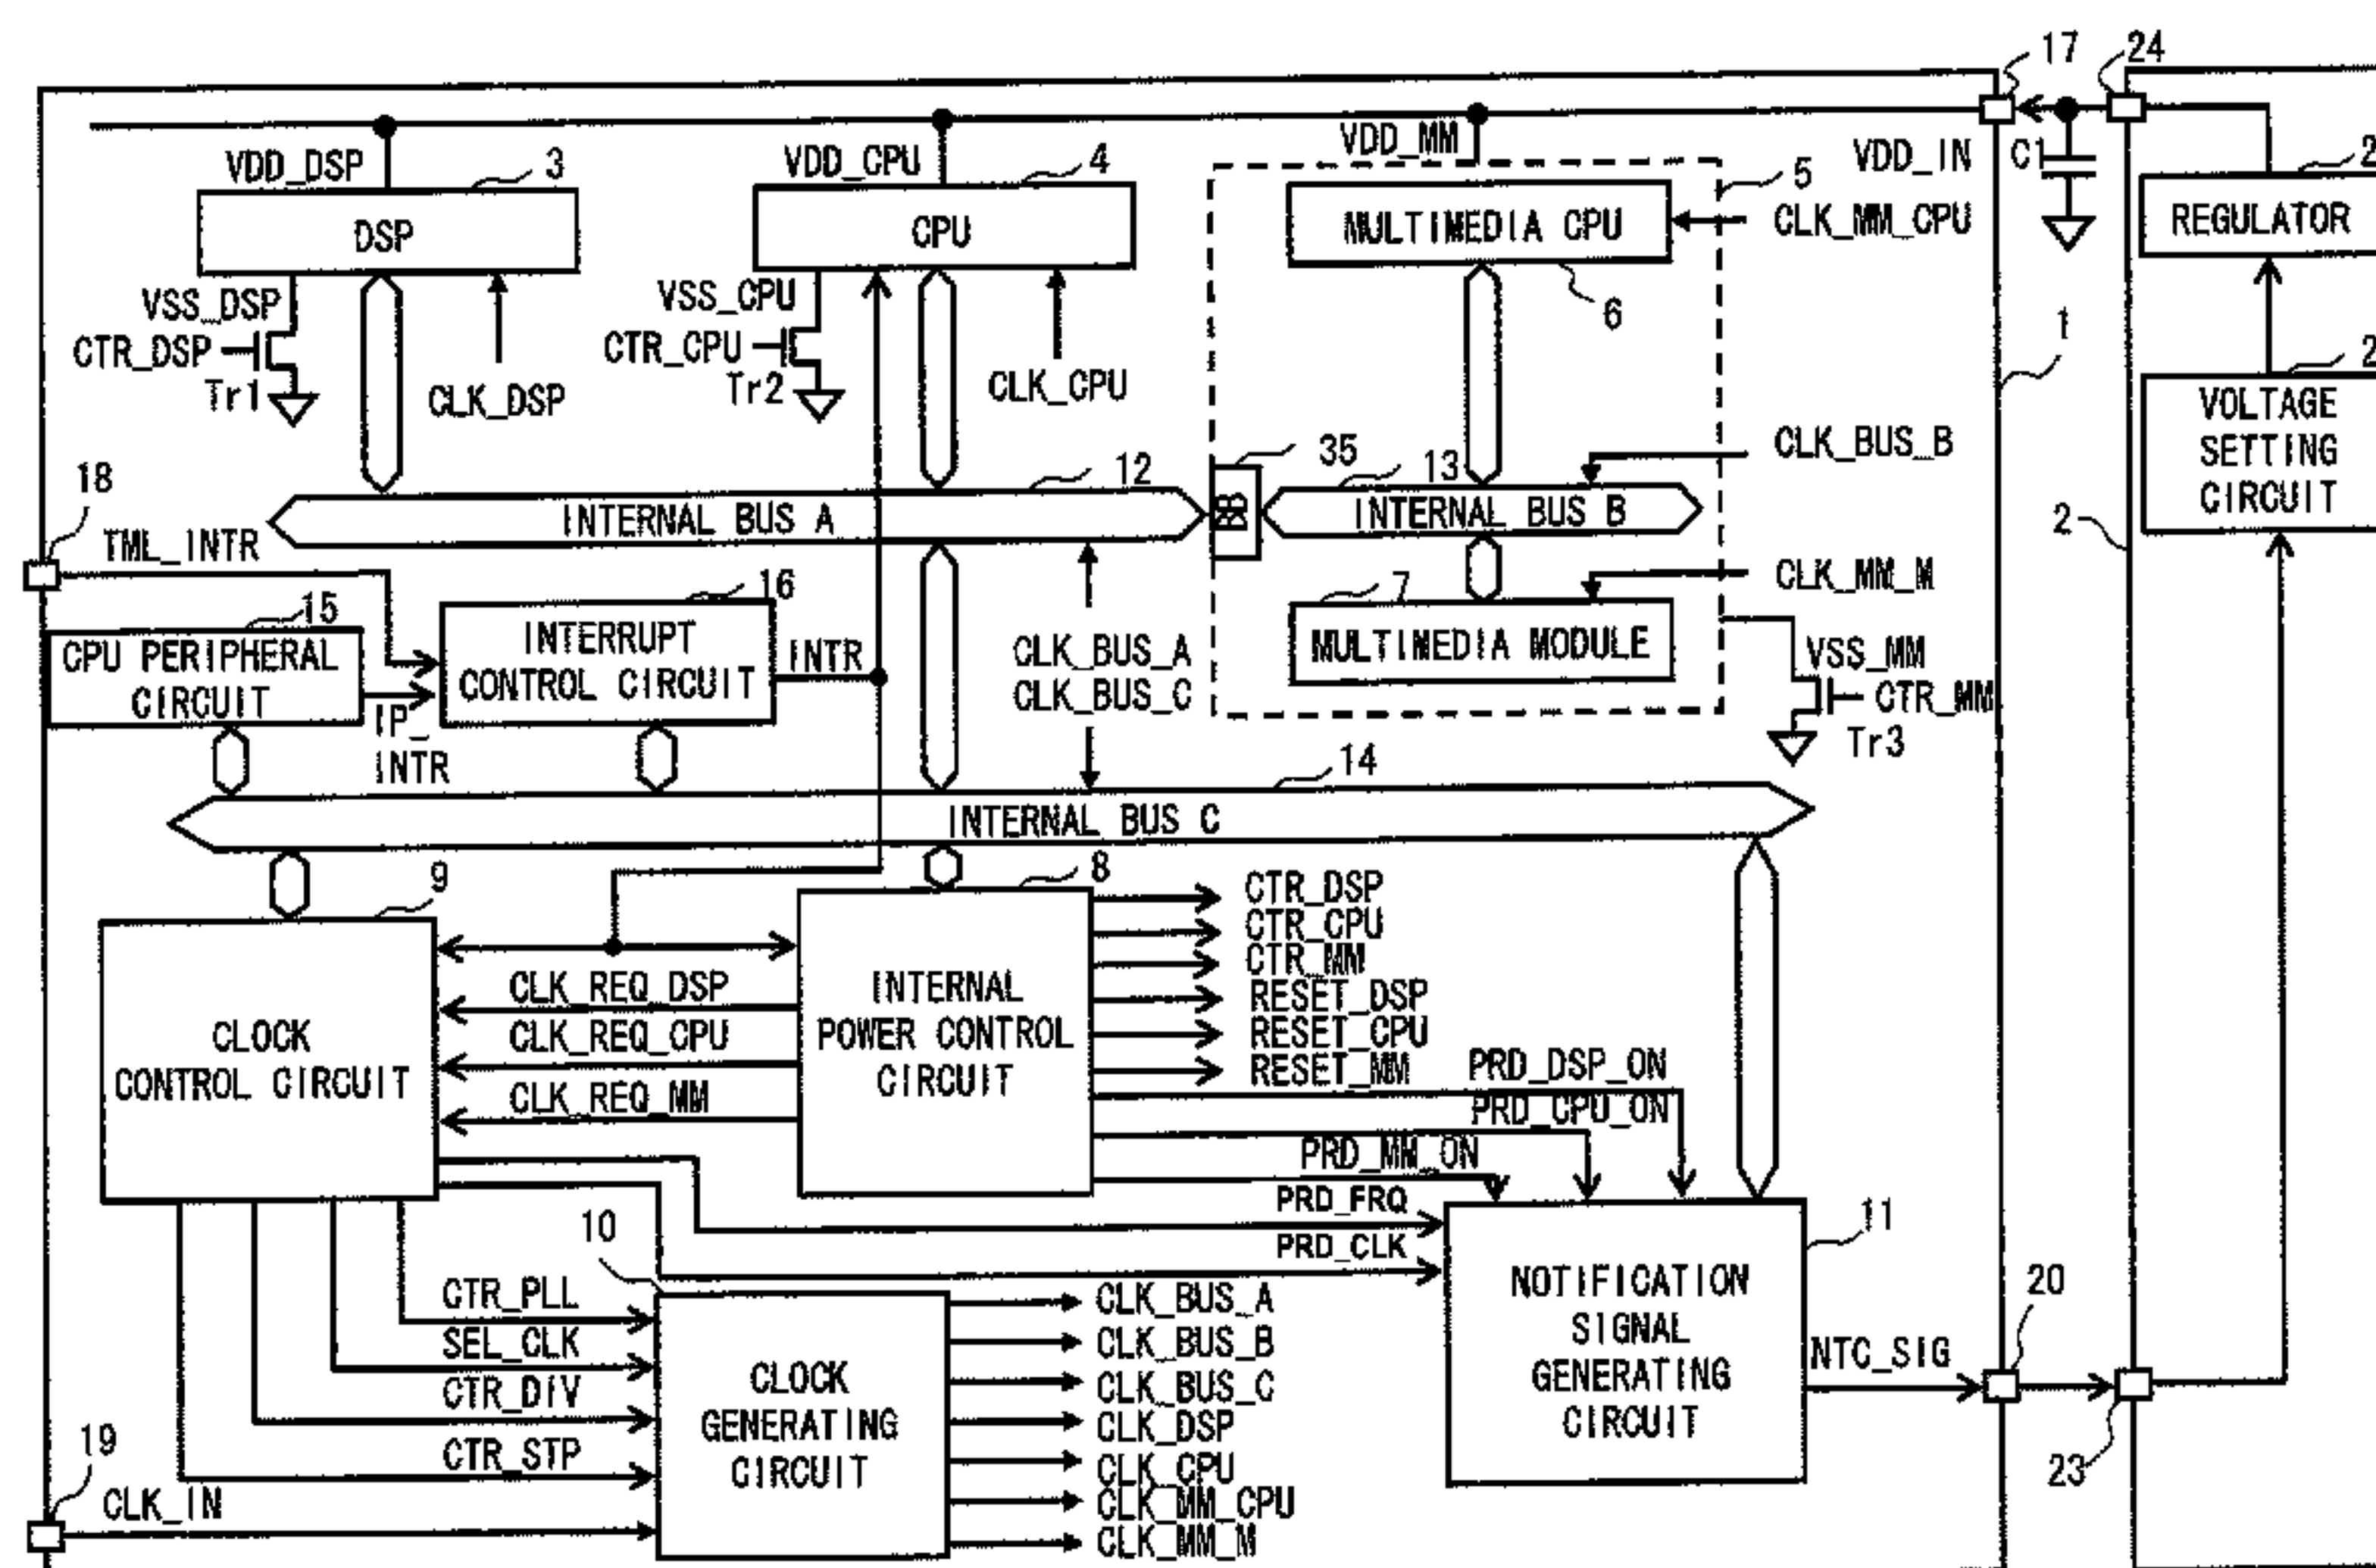 17
24
VDD_DSP
3
VDD_CPU
4
VDD_MM
5
VDD_IN
C1
2
DSP
CPU
MULTIMEDIA CPU
CLK_MM_CPU
REGULATOR
VSS_DSP
CTR_DSP
Tr1
CLK_DSP
VSS_CPU
CTR_CPU
Tr2
CLK_CPU
6
1
2
VOLTAGE
SETTING
CIRCUIT
CLK_BUS_B
18
12
35
13
INTERNAL BUS A
BB
INTERNAL BUS B
2
TML_INTR
15
16
7
CLK_MM_M
CPU PERIPHERAL
CIRCUIT
INTERRUPT
CONTROL CIRCUIT
INTR
IP_
INTR
CLK_BUS_A
CLK_BUS_C
MULTIMEDIA MODULE
VSS_MM
CTR_MM
Tr3
14
INTERNAL BUS C
9
8
CLOCK
CONTROL CIRCUIT
CLK_REQ_DSP
CLK_REQ_CPU
CLK_REQ_MM
INTERNAL
POWER CONTROL
CIRCUIT
CTR_DSP
CTR_CPU
CTR_MM
RESET_DSP
RESET_CPU
RESET_MM
PRD_DSP_ON
PRD_CPU_ON
PRD_MM_ON
PRD_FRQ
PRD_CLK
11
10
CTR_PLL
SEL_CLK
CTR_DIV
CTR_STP
19
CLK_IN
CLOCK
GENERATING
CIRCUIT
CLK_BUS_A
CLK_BUS_B
CLK_BUS_C
CLK_DSP
CLK_CPU
CLK_MM_CPU
CLK_MM_M
NOTIFICATION
SIGNAL
GENERATING
CIRCUIT
NTC_SIG
20
23